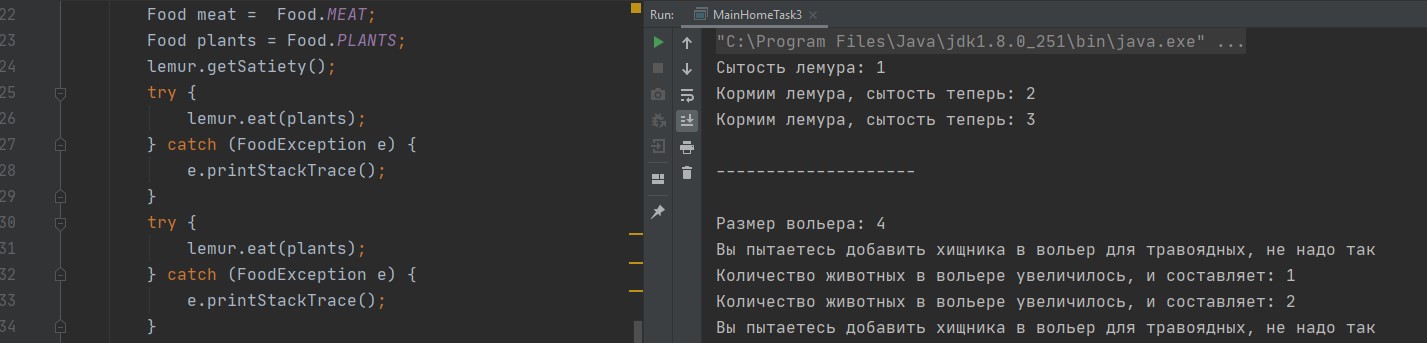 22 Food meat =  Food.MEAT;
23 Food plants = Food.PLANTS;
24 lemur.getSatiety();
25 try {
26 lemur.eat(plants);
27 } catch (FoodException e) {
28 e.printStackTrace();
29 }
30 try {
31 lemur.eat(plants);
32 } catch (FoodException e) {
33 e.printStackTrace();
34 }
Run: MainHomeTask3 ×
"C:\Program Files\Java\jdk1.8.0_251\bin\java.exe" ...
Сытость лемура: 1
Кормим лемура, сытость теперь: 2
Кормим лемура, сытость теперь: 3
--------------------
Размер вольера: 4
Вы пытаетесь добавить хищника в вольер для травоядных, не надо так
Количество животных в вольере увеличилось, и составляет: 1
Количество животных в вольере увеличилось, и составляет: 2
Вы пытаетесь добавить хищника в вольер для травоядных, не надо так